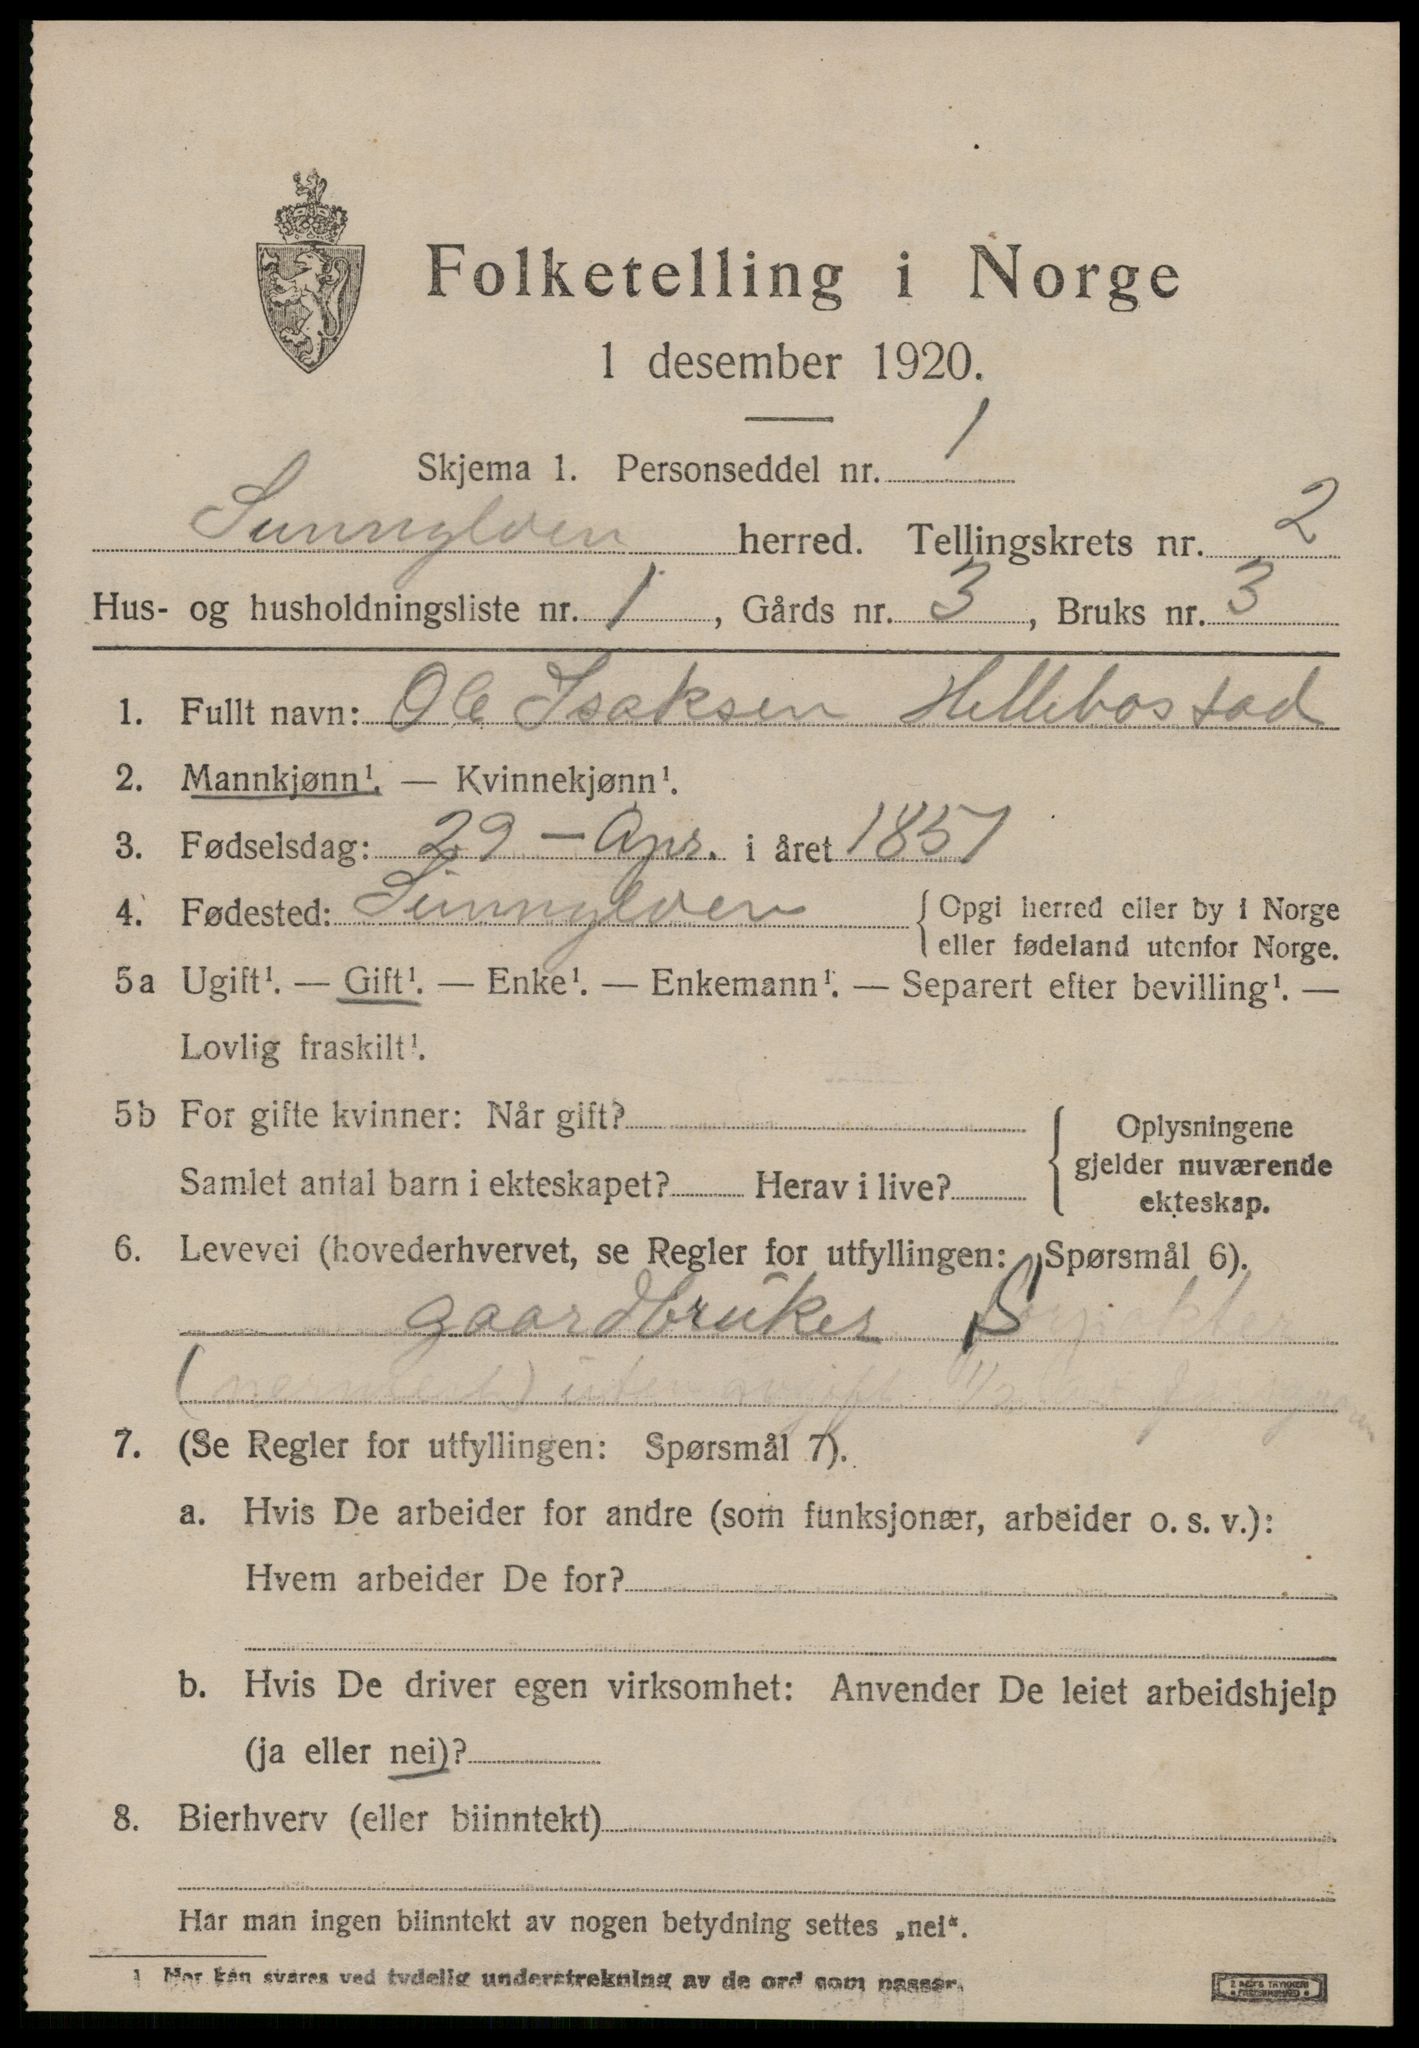 Folketelling i Norge
1 desember 1920.
Skjema 1. Personseddel nr. 1
Sunnylven herred. Tellingskrets nr. 2
Hus- og husholdningsliste nr. 1, Gårds nr. 3, Bruks nr. 3
1. Fullt navn: Ole Isaksen Hellebostad
2. Mannkjønn¹. — Kvinnekjønn¹.
3. Fødselsdag: 29 – Apr. i året 1851
4. Fødested: Sunnylven { Opgi herred eller by i Norge
eller fødeland utenfor Norge.
5a Ugift¹. — Gift¹. — Enke¹. — Enkemann¹. — Separert efter bevilling¹. —
Lovlig fraskilt¹.
5b For gifte kvinner: Når gift?
Samlet antal barn i ekteskapet? Herav i live?
{ Oplysningene
gjelder nuværende
ekteskap.
6. Levevei (hovederhvervet, se Regler for utfyllingen: Spørsmål 6).
gaardbruker S
7. (Se Regler for utfyllingen: Spørsmål 7).
a. Hvis De arbeider for andre (som funksjonær, arbeider o. s. v.):
Hvem arbeider De for?
b. Hvis De driver egen virksomhet: Anvender De leiet arbeidshjelp
(ja eller nei)?
8. Bierhverv (eller biinntekt)
Har man ingen biinntekt av nogen betydning settes „nei“.
1 Her kan svares ved tydelig understrekning av de ord som passer.